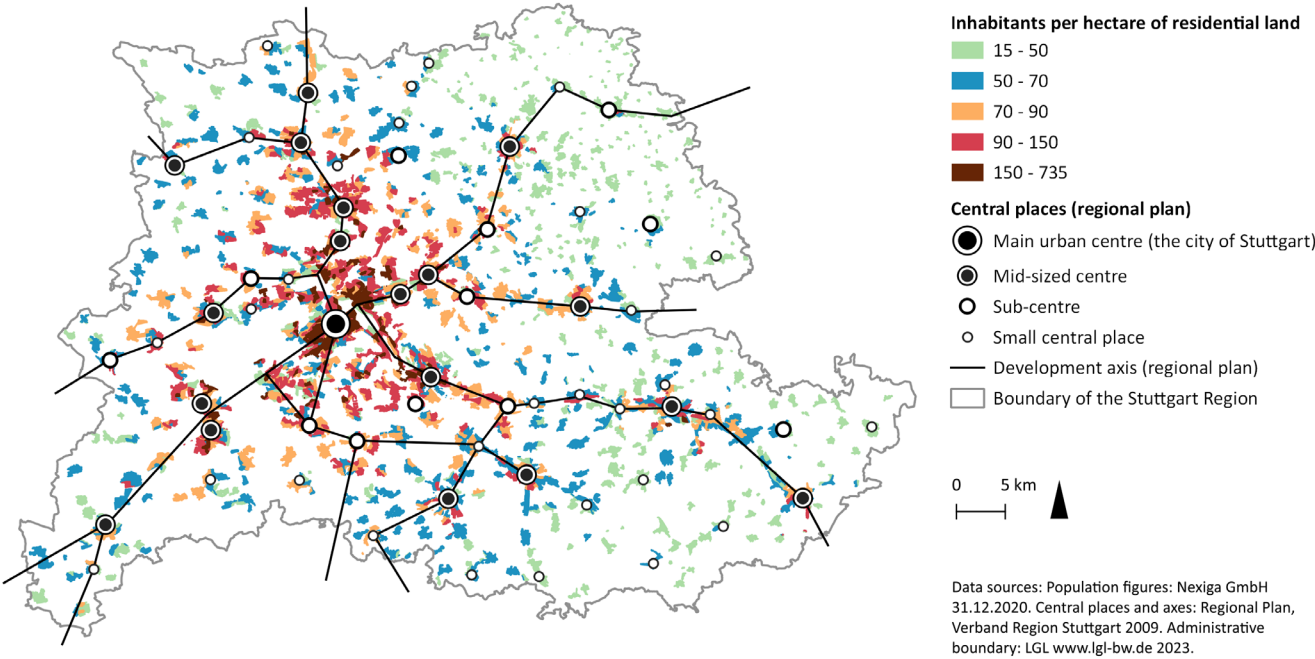 Inhabitants per hectare of residential land
15 - 50
50 - 70
70 - 90
90 - 150
150 - 735
Central places (regional plan)
Main urban centre (the city of Stuttgart)
Mid-sized centre
Sub-centre
Small central place
Development axis (regional plan)
Boundary of the Stuttgart Region
0 5 km
Data sources: Population figures: Nexiga GmbH
31.12.2020. Central places and axes: Regional Plan,
Verband Region Stuttgart 2009. Administrative
boundary: LGL www.lgl-bw.de 2023.